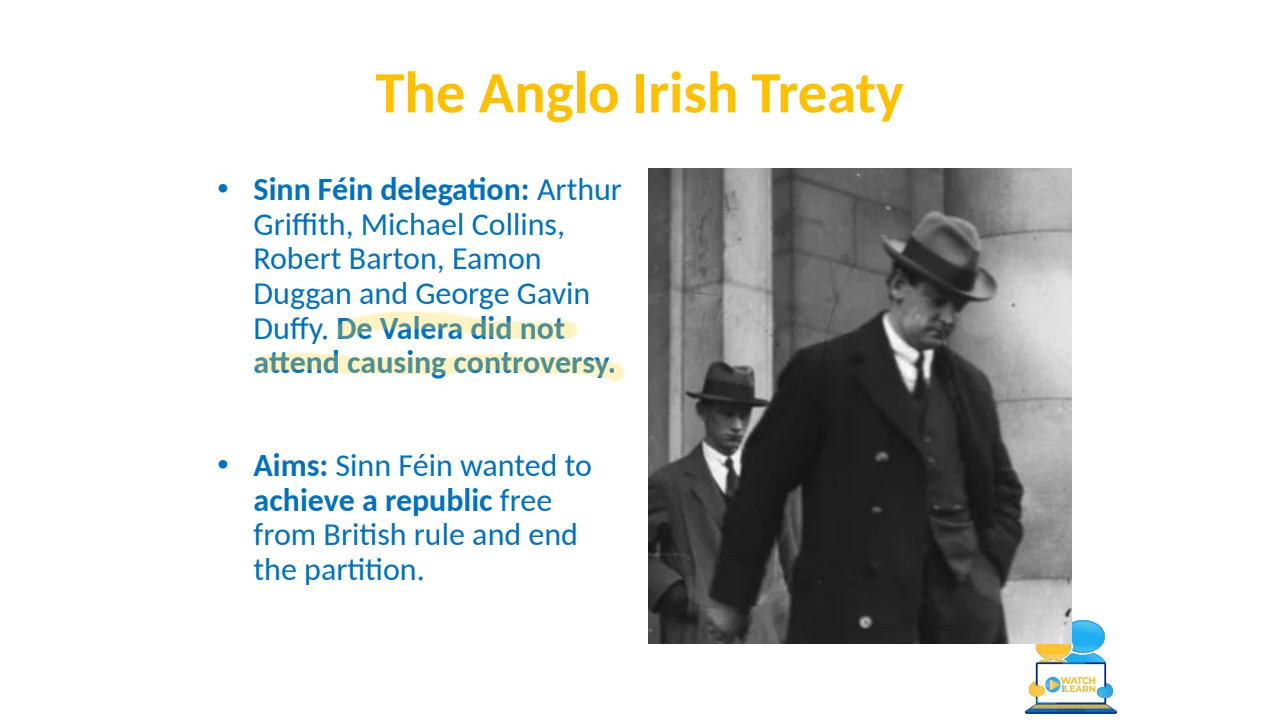 The Anglo Irish Treaty
• Sinn Féin delegation: Arthur
Griffith, Michael Collins,
Robert Barton, Eamon
Duggan and George Gavin
Duffy. De Valera did not
attend causing controversy.
• Aims: Sinn Féin wanted to
achieve a republic free
from British rule and end
the partition.
WATCH
LEARN